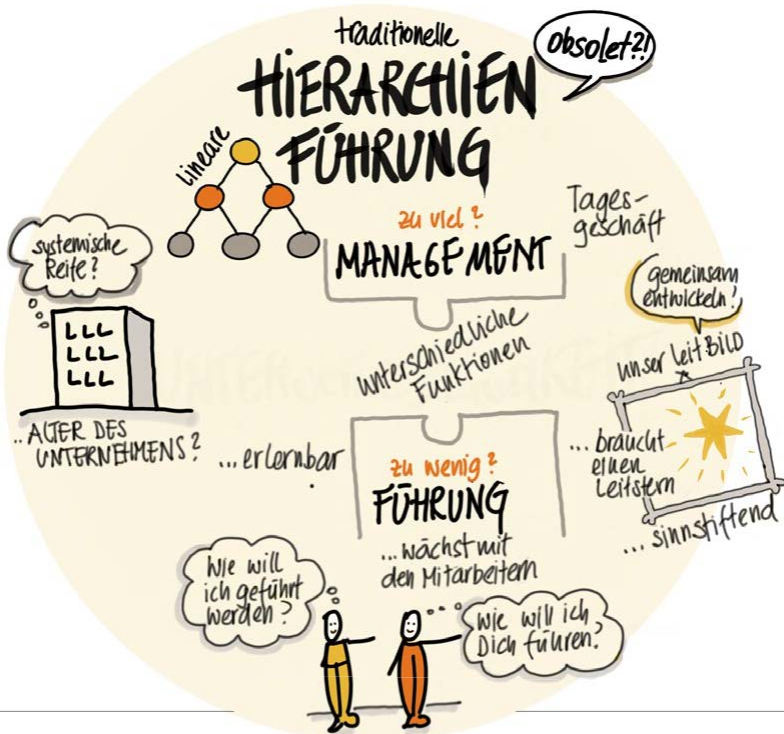 traditionelle
Obsolet?!
HIERARCHIEN
FÜHRUNG
lineare
zu viel?
MANAGEMENT
Tages-
geschäft
systemische
Reife?
gemeinsam
entwickeln!
unterschiedliche
Funktionen
unser LeitBILD
..ALTER DES
UNTERNEHMENS?
...erlernbar
zu wenig?
FÜHRUNG
...wächst mit
den Mitarbeitern
...braucht
einen
Leitstern
... sinnstiftend
Wie will
ich geführt
werden?
Wie will ich
Dich führen?